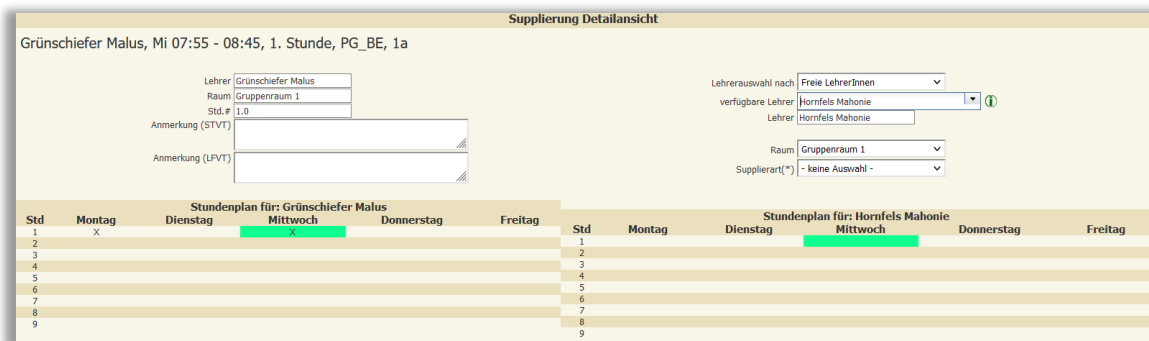 Supplierung Detailansicht
Grünschiefer Malus, Mi 07:55 - 08:45, 1. Stunde, PG_BE, 1a
Lehrer Grünschiefer Malus
Raum Gruppenraum 1
Std.# 1.0
Anmerkung (STVT)
Anmerkung (LFVT)
Lehrerauswahl nach Freie LehrerInnen
verfügbare Lehrer Hornfels Mahonie
Lehrer Hornfels Mahonie
Raum Gruppenraum 1
Supplierart(*) - keine Auswahl -
Stundenplan für: Grünschiefer Malus
Std Montag Dienstag Mittwoch Donnerstag Freitag
1 X X
2
3
4
5
6
7
8
9
Stundenplan für: Hornfels Mahonie
Std Montag Dienstag Mittwoch Donnerstag Freitag
1
2
3
4
5
6
7
8
9